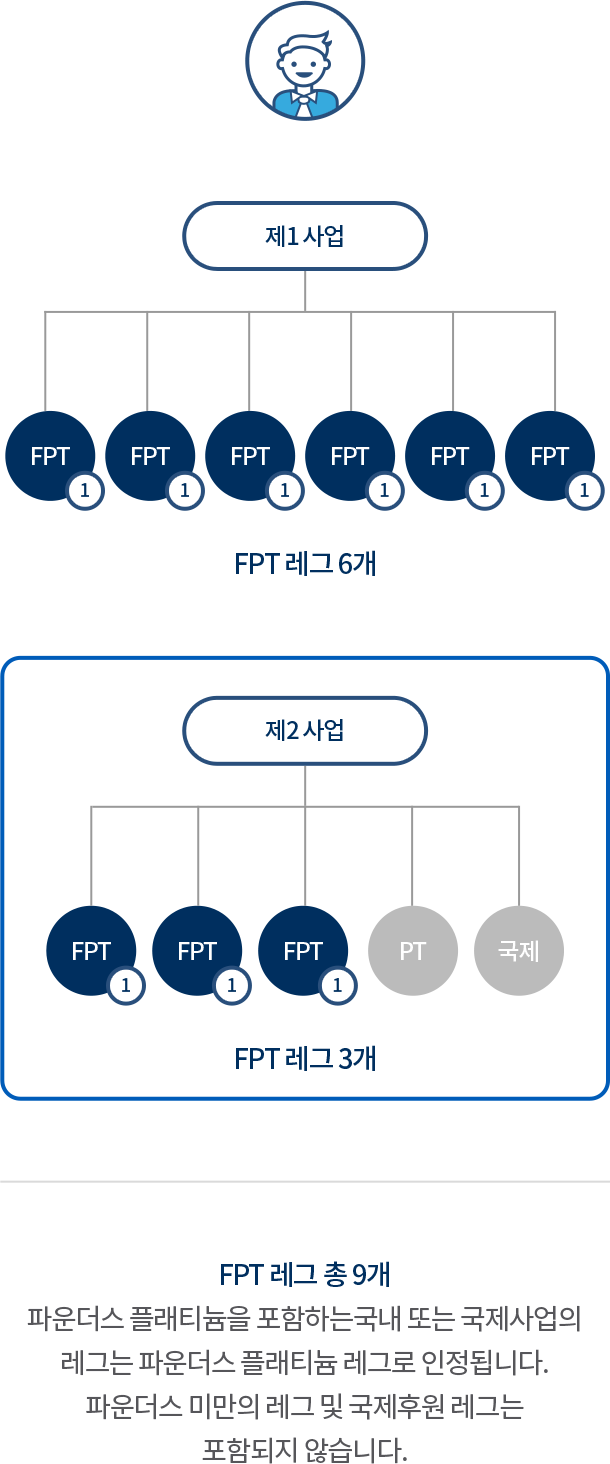 제1 사업
FPT FPT FPT FPT FPT FPT
1 1 1 1 1 1
FPT 레그 6개
제2 사업
FPT FPT FPT PT 국제
1 1 1
FPT 레그 3개
FPT 레그 총 9개
파운더스 플래티늄을 포함하는국내 또는 국제사업의
레그는 파운더스 플래티늄 레그로 인정됩니다.
파운더스 미만의 레그 및 국제후원 레그는
포함되지 않습니다.